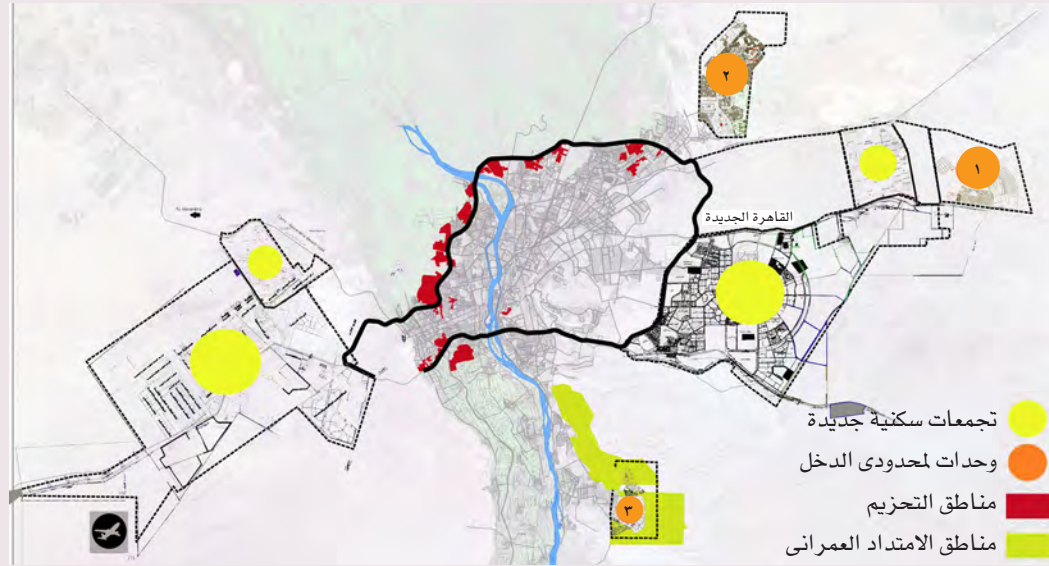 ٢
١
القاهرة الجديدة
٣
تجمعات سكنية جديدة
وحدات لمحدودى الدخل
مناطق التحزيم
مناطق الامتداد العمرانى